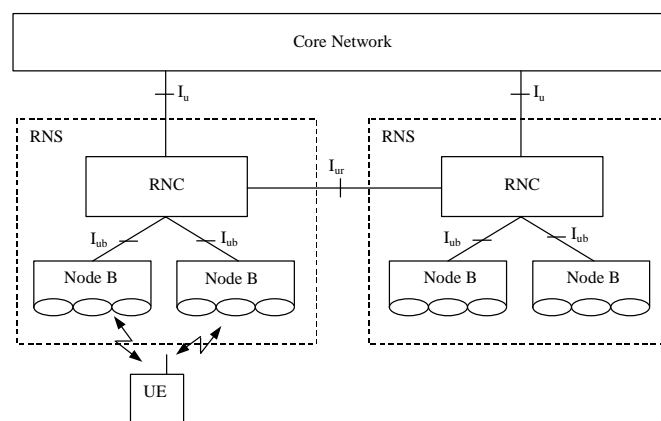 Core Network
Iu
Iu
RNS
RNS
RNC
Iur
RNC
Iub
Iub
Iub
Iub
Node B
Node B
Node B
Node B
UE